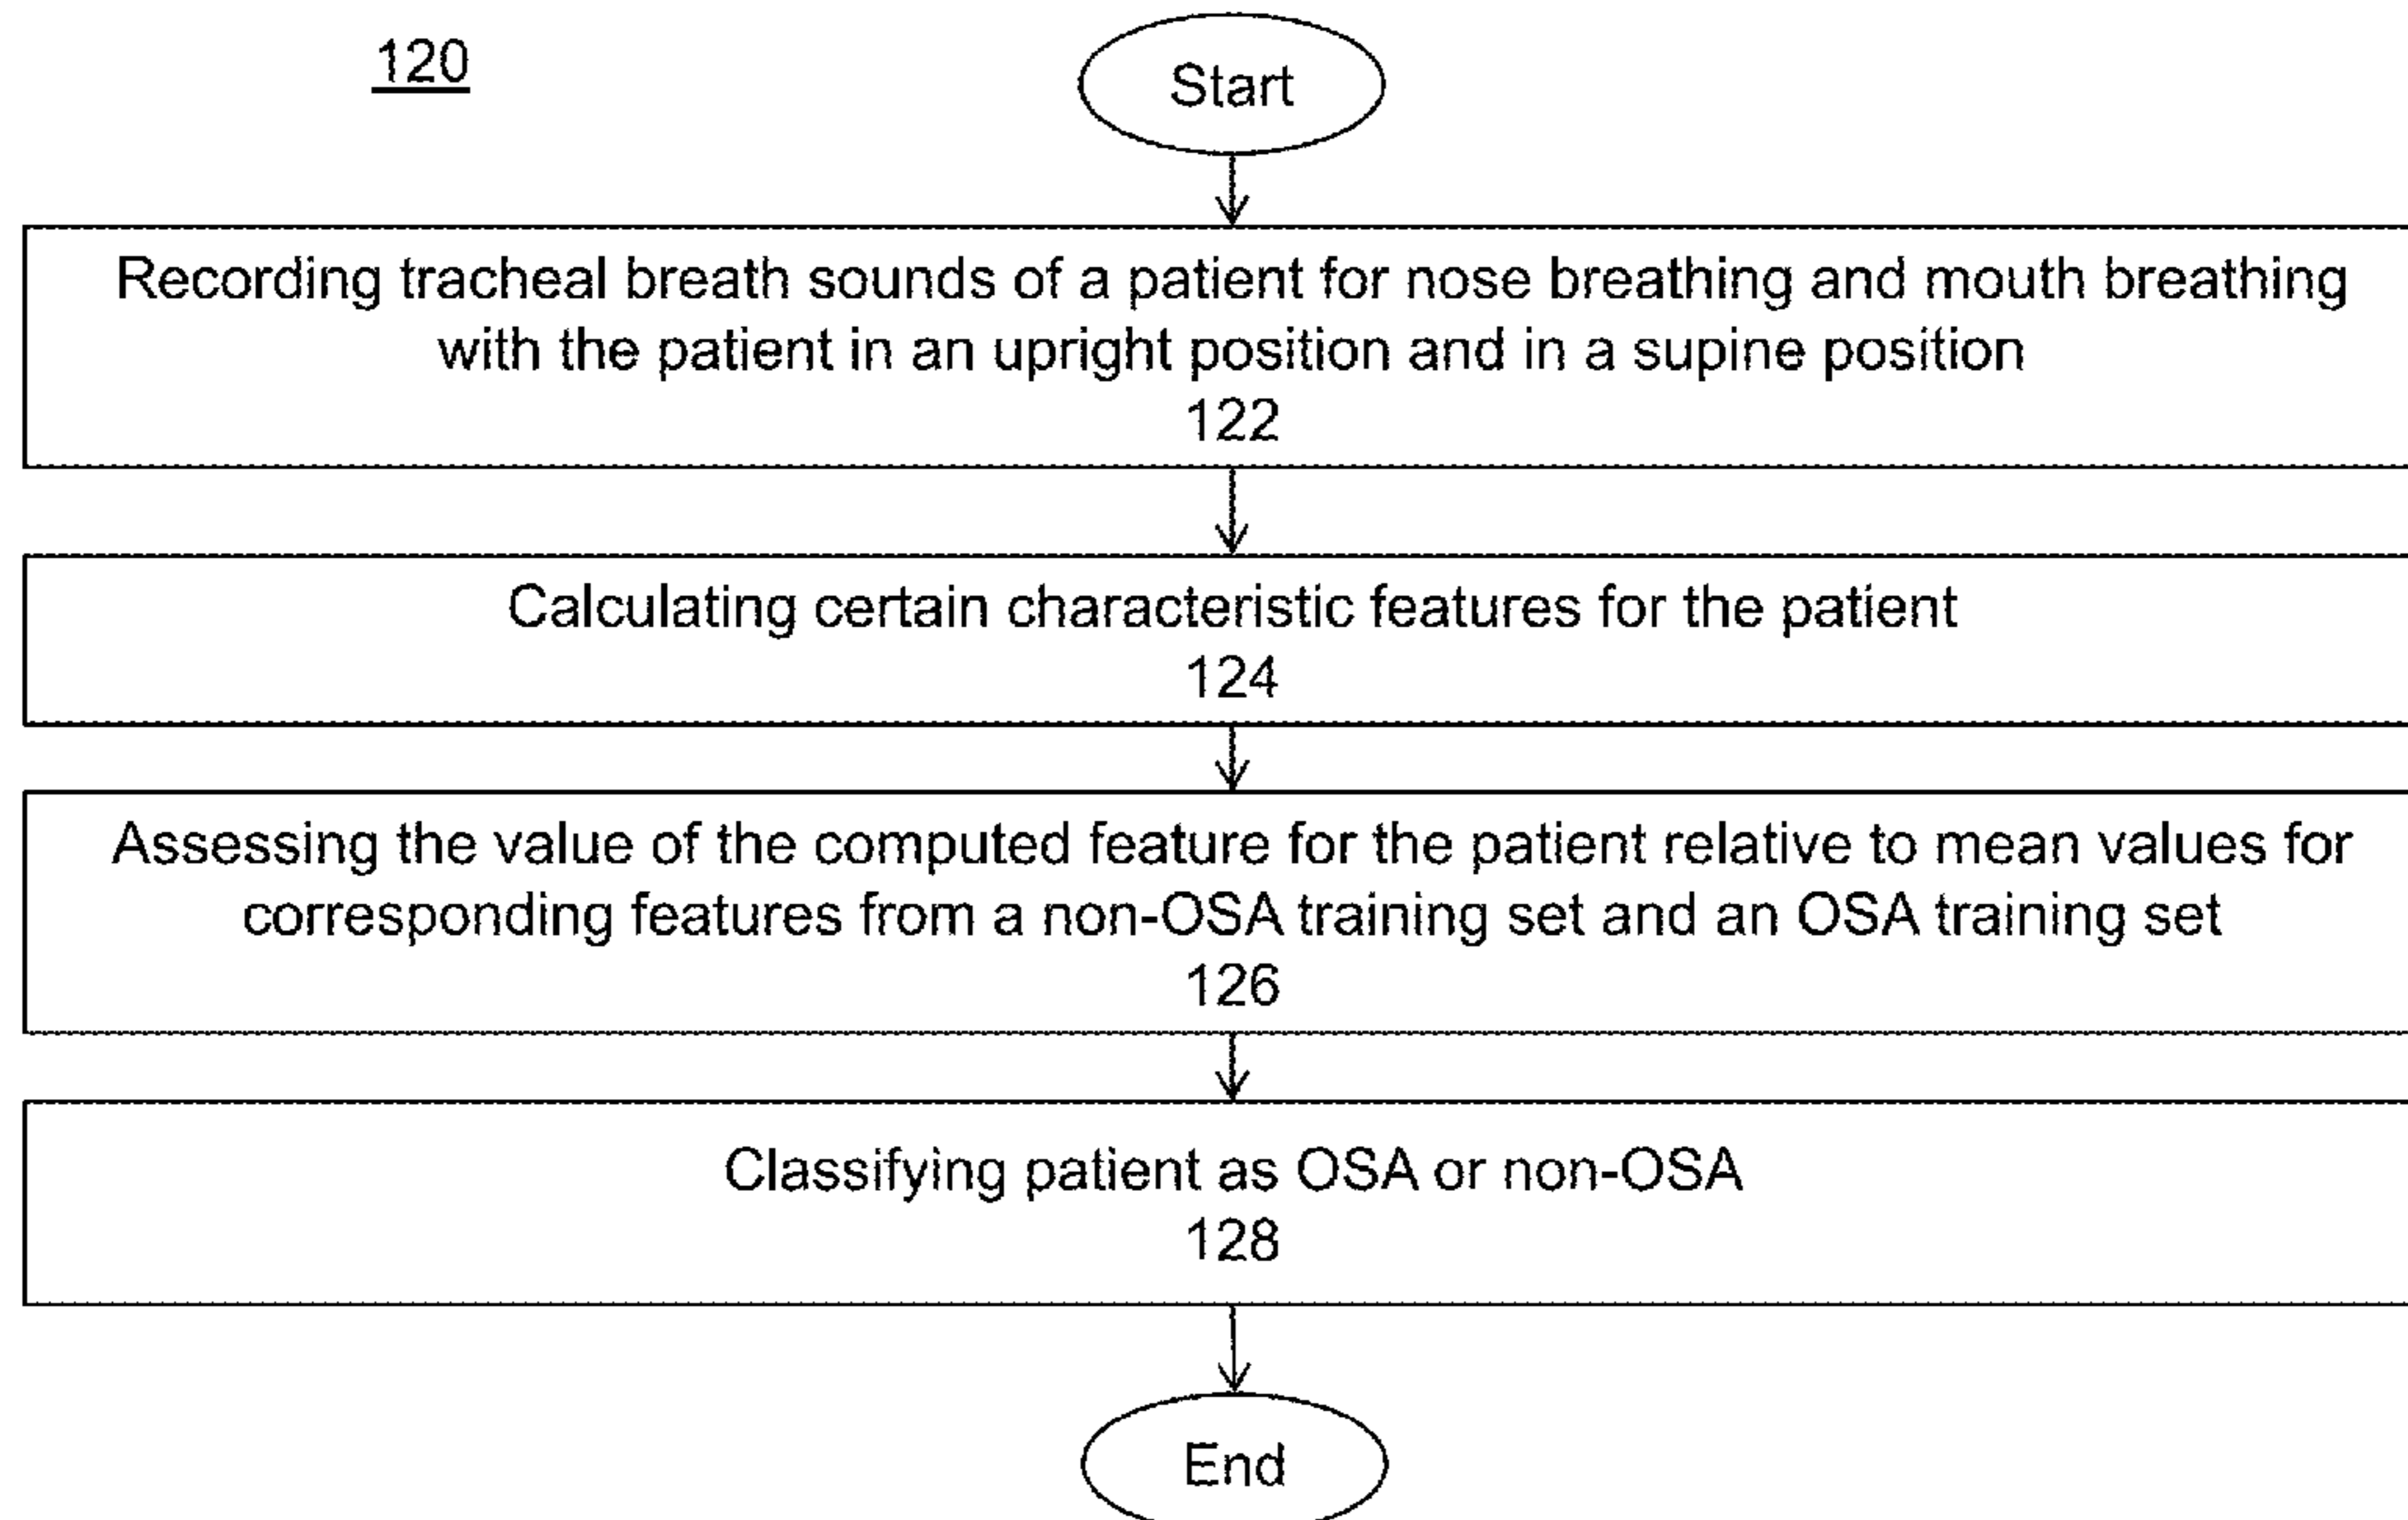 120
Start
Recording tracheal breath sounds of a patient for nose breathing and mouth breathing
with the patient in an upright position and in a supine position
122
Calculating certain characteristic features for the patient
124
Assessing the value of the computed feature for the patient relative to mean values for
corresponding features from a non-OSA training set and an OSA training set
126
Classifying patient as OSA or non-OSA
128
End